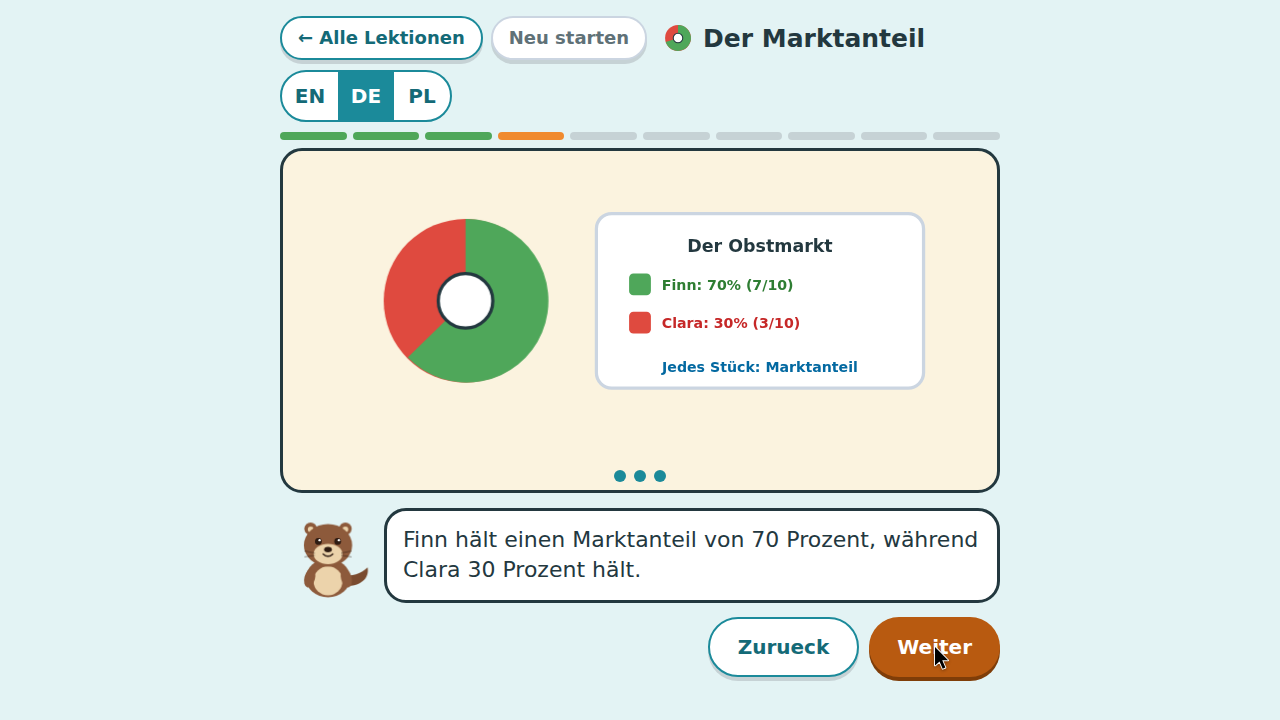 ← Alle Lektionen
Neu starten
Der Marktanteil
EN DE PL
Der Obstmarkt
Finn: 70% (7/10)
Clara: 30% (3/10)
Jedes Stück: Marktanteil
Finn hält einen Marktanteil von 70 Prozent, während
Clara 30 Prozent hält.
Zurueck
Weiter